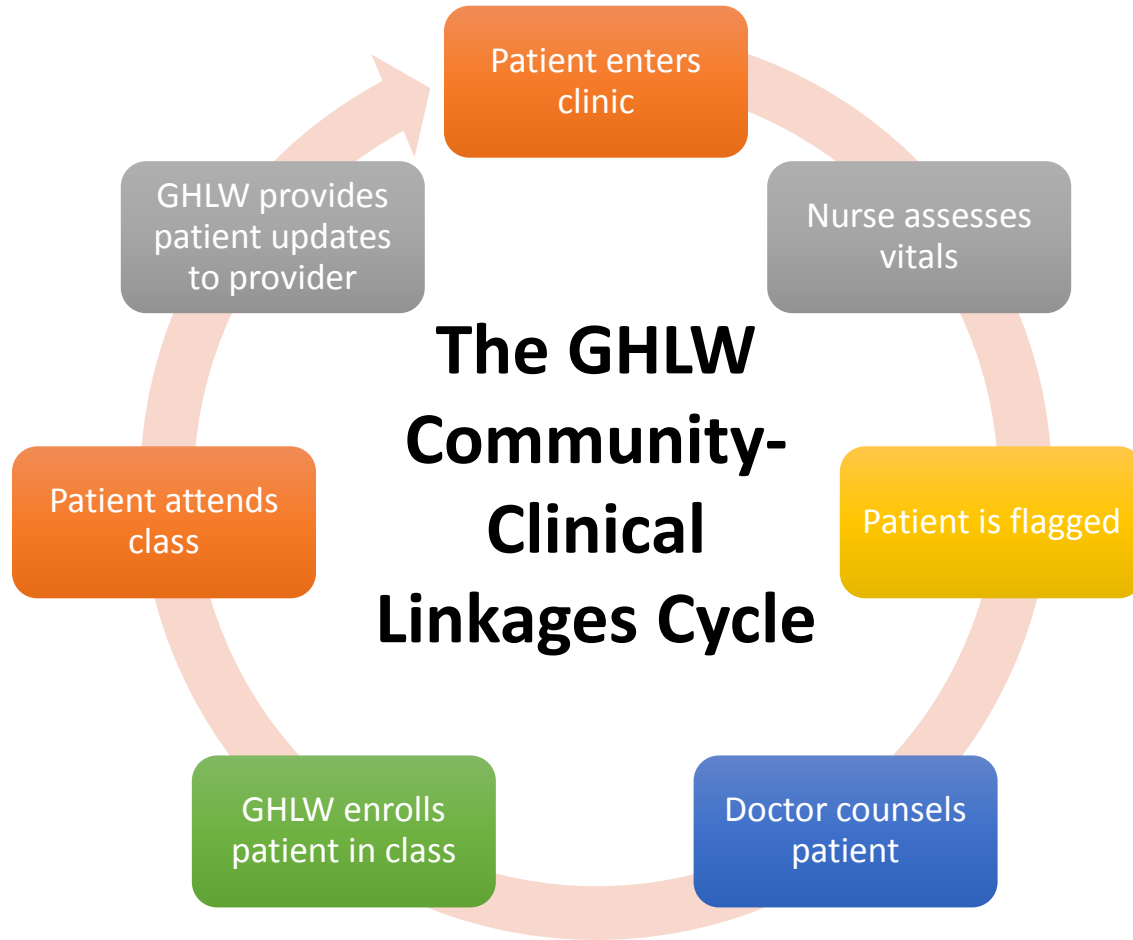 Patient enters
clinic
Nurse assesses
vitals
Patient is flagged
Doctor counsels
patient
GHLW enrolls
patient in class
Patient attends
class
GHLW provides
patient updates
to provider
The GHLW
Community-
Clinical
Linkages Cycle